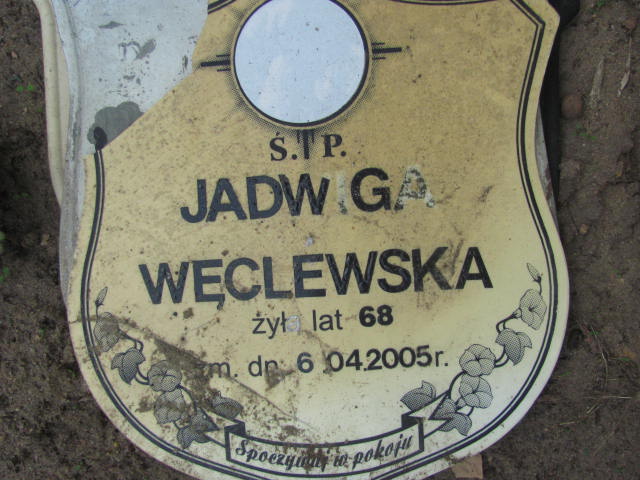 Ś. P.
JADWIGA
WĘCLEWSKA
żyła lat 68
zm. dn. 6.04.2005r.
Spoczywaj w pokoju